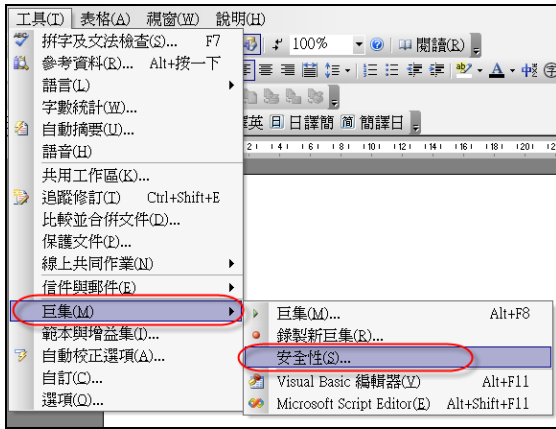 工具(T) 表格(A) 視窗(W) 說明(H)
拼字及文法檢查(S)... F7
100% 閱讀(R)
參考資料(R)... Alt+按一下
語言(L)
字數統計(W)...
自動摘要(U)...
譯英 日 日譯簡 簡 簡譯日
語音(H)
共用工作區(K)...
追蹤修訂(T) Ctrl+Shift+E
比較並合併文件(D)...
保護文件(P)...
線上共同作業(N)
信件與郵件(E)
巨集(M)
巨集(M)... Alt+F8
範本與增益集(I)...
錄製新巨集(R)...
自動校正選項(A)...
安全性(S)...
自訂(C)...
Visual Basic 編輯器(V) Alt+F11
選項(O)...
Microsoft Script Editor(E) Alt+Shift+F11